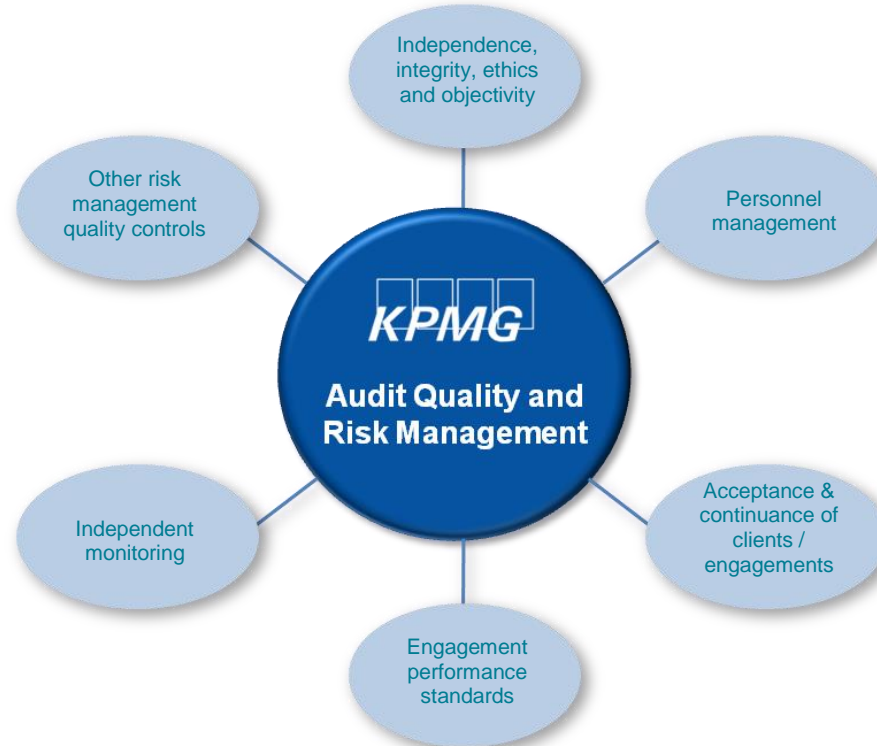 Independence,
integrity, ethics
and objectivity
Other risk
management
quality controls
Personnel
management
KPMG
Audit Quality and
Risk Management
Independent
monitoring
Acceptance &
continuance of
clients /
engagements
Engagement
performance
standards